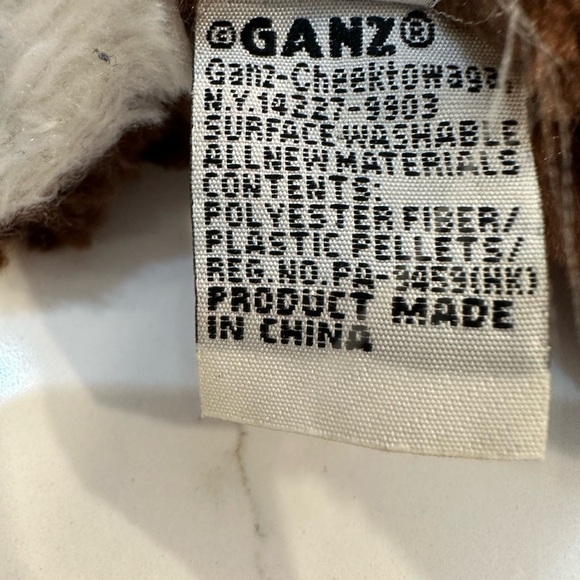 ©GANZ®
Ganz-Cheektowaga,
N.Y. 14227-9903
SURFACE WASHABLE
ALL NEW MATERIALS
CONTENTS:
POLYESTER FIBER/
PLASTIC PELLETS/
REG. NO. PA-9459(HK)
PRODUCT MADE
IN CHINA